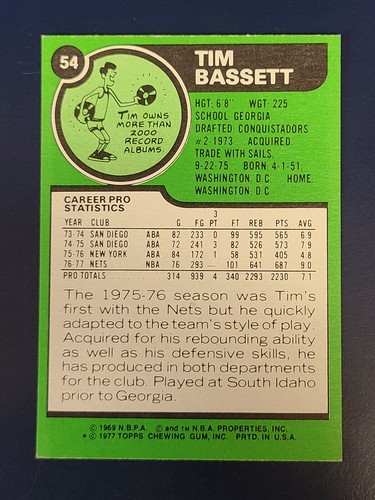 54
TIM
BASSETT
TIM OWNS
MORE THAN
2000
RECORD
ALBUMS.
HGT: 6'8" WGT: 225
SCHOOL: GEORGIA
DRAFTED: CONQUISTADORS
#2-1973 ACQUIRED:
TRADE WITH SAILS,
9-22-75 BORN: 4-1-51,
WASHINGTON, D.C. HOME:
WASHINGTON, D.C.
CAREER PRO
STATISTICS
YEAR CLUB G FG 3 PT FT REB PTS AVG
73-74 SAN DIEGO ABA 82 233 0 99 595 565 6.9
74-75 SAN DIEGO ABA 72 241 3 82 526 573 7.9
75-76 NEW YORK ABA 84 172 1 58 531 405 4.8
76-77 NETS NBA 76 293 — 101 641 687 9.0
PRO TOTALS 314 939 4 340 2293 2230 7.1
The 1975-76 season was Tim's
first with the Nets but he quickly
adapted to the team's style of play.
Acquired for his rebounding ability
as well as his defensive skills, he
has produced in both departments
for the club. Played at South Idaho
prior to Georgia.
© 1969 N.B.P.A. © and TM N.B.A. PROPERTIES, INC.
* © 1977 TOPPS CHEWING GUM, INC. PRTD. IN U.S.A.